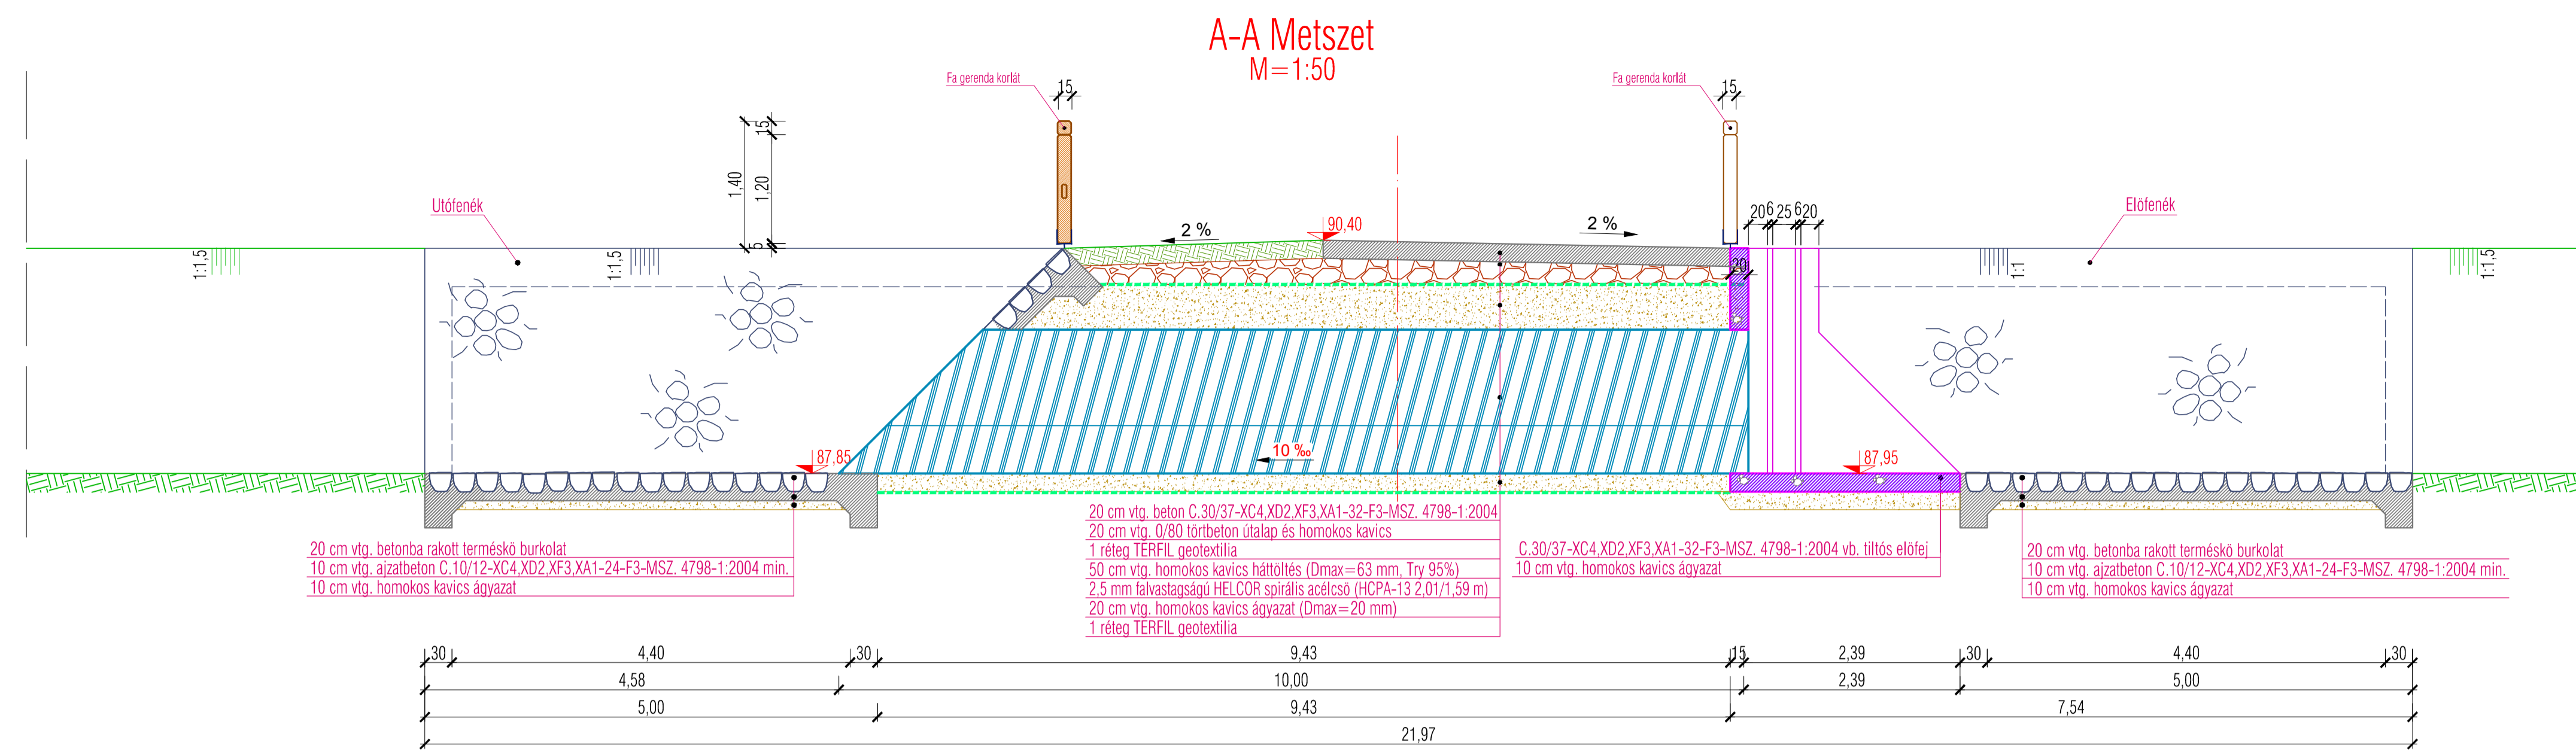 A-A Metszet
M=1:50
Fa gerenda korlát
15
Fa gerenda korlát
15
15
1,40
1,20
5
Utófenék
Elöfenék
2 %
90,40
2 %
20 6 25 6 20
1:1,5
1:1,5
20
1:1
1:1,5
10 ‰
87,85
87,95
20 cm vtg. betonba rakott terméskö burkolat
10 cm vtg. ajzatbeton C.10/12-XC4,XD2,XF3,XA1-24-F3-MSZ. 4798-1:2004 min.
10 cm vtg. homokos kavics ágyazat
20 cm vtg. beton C.30/37-XC4,XD2,XF3,XA1-32-F3-MSZ. 4798-1:2004
20 cm vtg. 0/80 törtbeton útalap és homokos kavics
1 réteg TERFIL geotextilia
50 cm vtg. homokos kavics háttöltés (Dmax=63 mm, Try 95%)
2,5 mm falvastagságú HELCOR spirális acélcsö (HCPA-13 2,01/1,59 m)
20 cm vtg. homokos kavics ágyazat (Dmax=20 mm)
1 réteg TERFIL geotextilia
C.30/37-XC4,XD2,XF3,XA1-32-F3-MSZ. 4798-1:2004 vb. tiltós elöfej
10 cm vtg. homokos kavics ágyazat
20 cm vtg. betonba rakott terméskö burkolat
10 cm vtg. ajzatbeton C.10/12-XC4,XD2,XF3,XA1-24-F3-MSZ. 4798-1:2004 min.
10 cm vtg. homokos kavics ágyazat
30 4,40 30 9,43 15 2,39 30 4,40 30
4,58 10,00 2,39 5,00
5,00 9,43 7,54
21,97